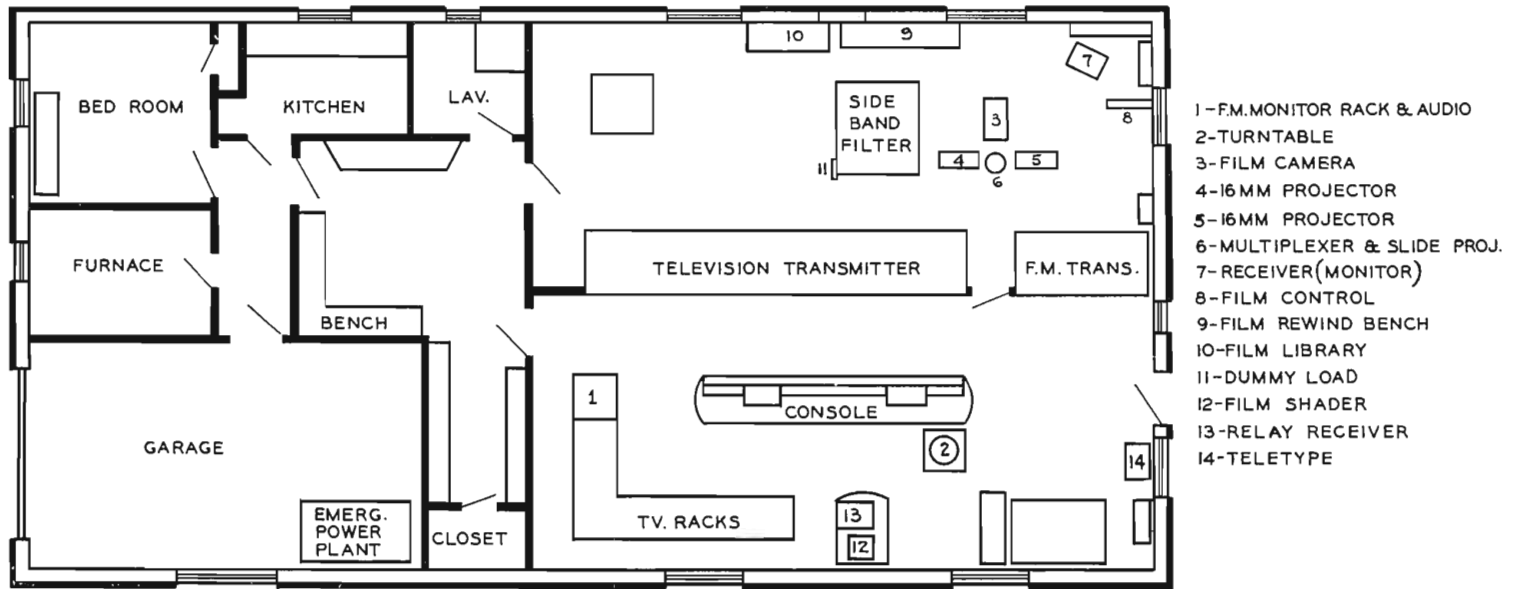 BED ROOM
KITCHEN
LAV.
10
9
7
SIDE
BAND
FILTER
3
8
4
5
11
6
FURNACE
TELEVISION TRANSMITTER
F.M. TRANS.
BENCH
1
CONSOLE
2
GARAGE
14
EMERG.
POWER
PLANT
CLOSET
TV. RACKS
13
12
1-F.M. MONITOR RACK & AUDIO
2-TURNTABLE
3-FILM CAMERA
4-16MM PROJECTOR
5-16MM PROJECTOR
6-MULTIPLEXER & SLIDE PROJ.
7-RECEIVER (MONITOR)
8-FILM CONTROL
9-FILM REWIND BENCH
10-FILM LIBRARY
11-DUMMY LOAD
12-FILM SHADER
13-RELAY RECEIVER
14-TELETYPE